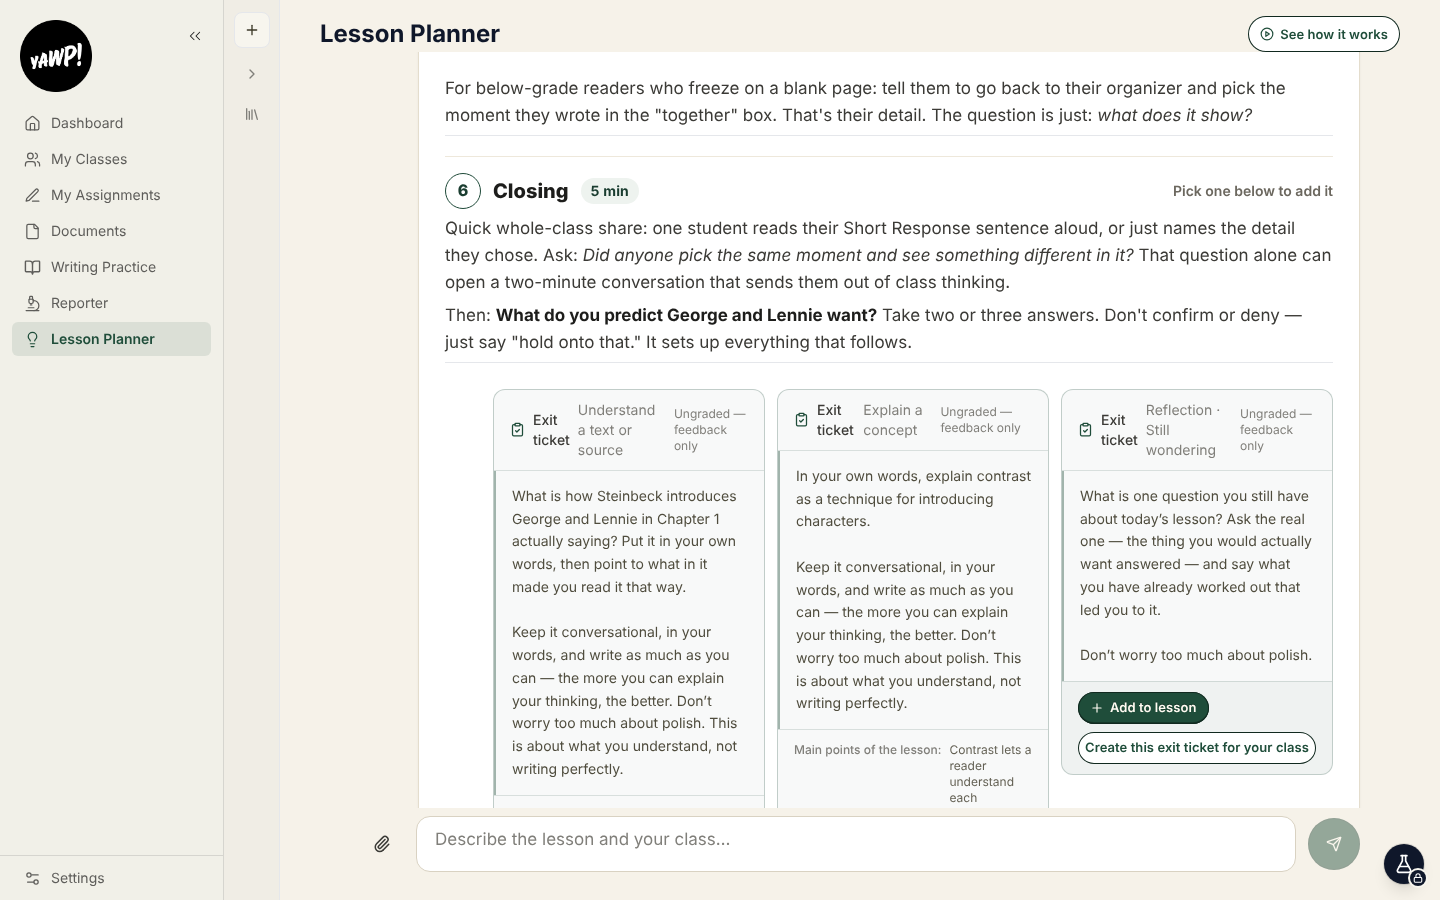 YAWP!
Dashboard
My Classes
My Assignments
Documents
Writing Practice
Reporter
Lesson Planner
Settings
Lesson Planner
See how it works
For below-grade readers who freeze on a blank page: tell them to go back to their organizer and pick the
moment they wrote in the "together" box. That's their detail. The question is just: what does it show?
6 Closing 5 min Pick one below to add it
Quick whole-class share: one student reads their Short Response sentence aloud, or just names the detail
they chose. Ask: Did anyone pick the same moment and see something different in it? That question alone can
open a two-minute conversation that sends them out of class thinking.
Then: What do you predict George and Lennie want? Take two or three answers. Don't confirm or deny —
just say "hold onto that." It sets up everything that follows.
Exit
ticket
Understand
a text or
source
Ungraded —
feedback
only
What is how Steinbeck introduces
George and Lennie in Chapter 1
actually saying? Put it in your own
words, then point to what in it
made you read it that way.
Keep it conversational, in your
words, and write as much as you
can — the more you can explain
your thinking, the better. Don’t
worry too much about polish. This
is about what you understand, not
writing perfectly.
Exit
ticket
Explain a
concept
Ungraded —
feedback only
In your own words, explain contrast
as a technique for introducing
characters.
Keep it conversational, in your
words, and write as much as you
can — the more you can explain
your thinking, the better. Don’t
worry too much about polish. This
is about what you understand, not
writing perfectly.
Main points of the lesson:
Contrast lets a
reader
understand
each
Exit
ticket
Reflection ·
Still
wondering
Ungraded —
feedback
only
What is one question you still have
about today’s lesson? Ask the real
one — the thing you would actually
want answered — and say what
you have already worked out that
led you to it.
Don’t worry too much about polish.
Add to lesson
Create this exit ticket for your class
Describe the lesson and your class...